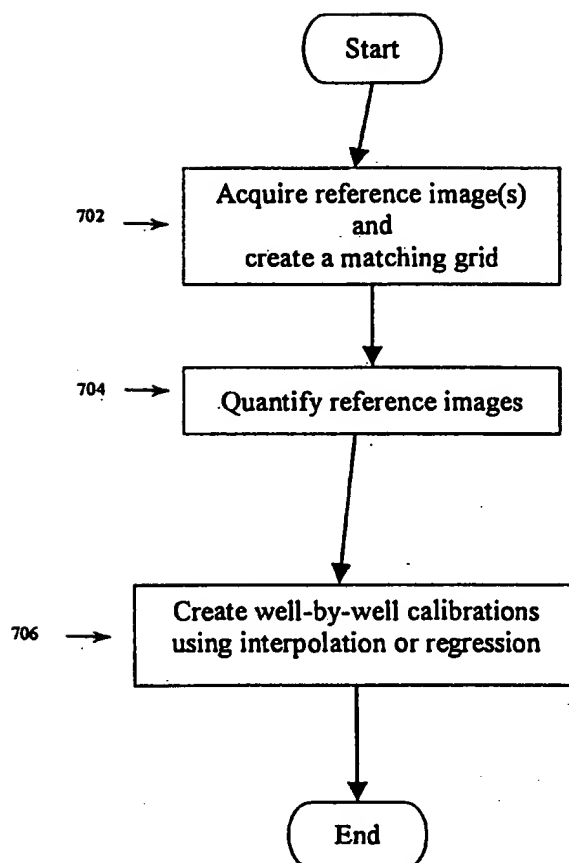 Start
702
Acquire reference image(s)
and
create a matching grid
704
Quantify reference images
706
Create well-by-well calibrations
using interpolation or regression
End